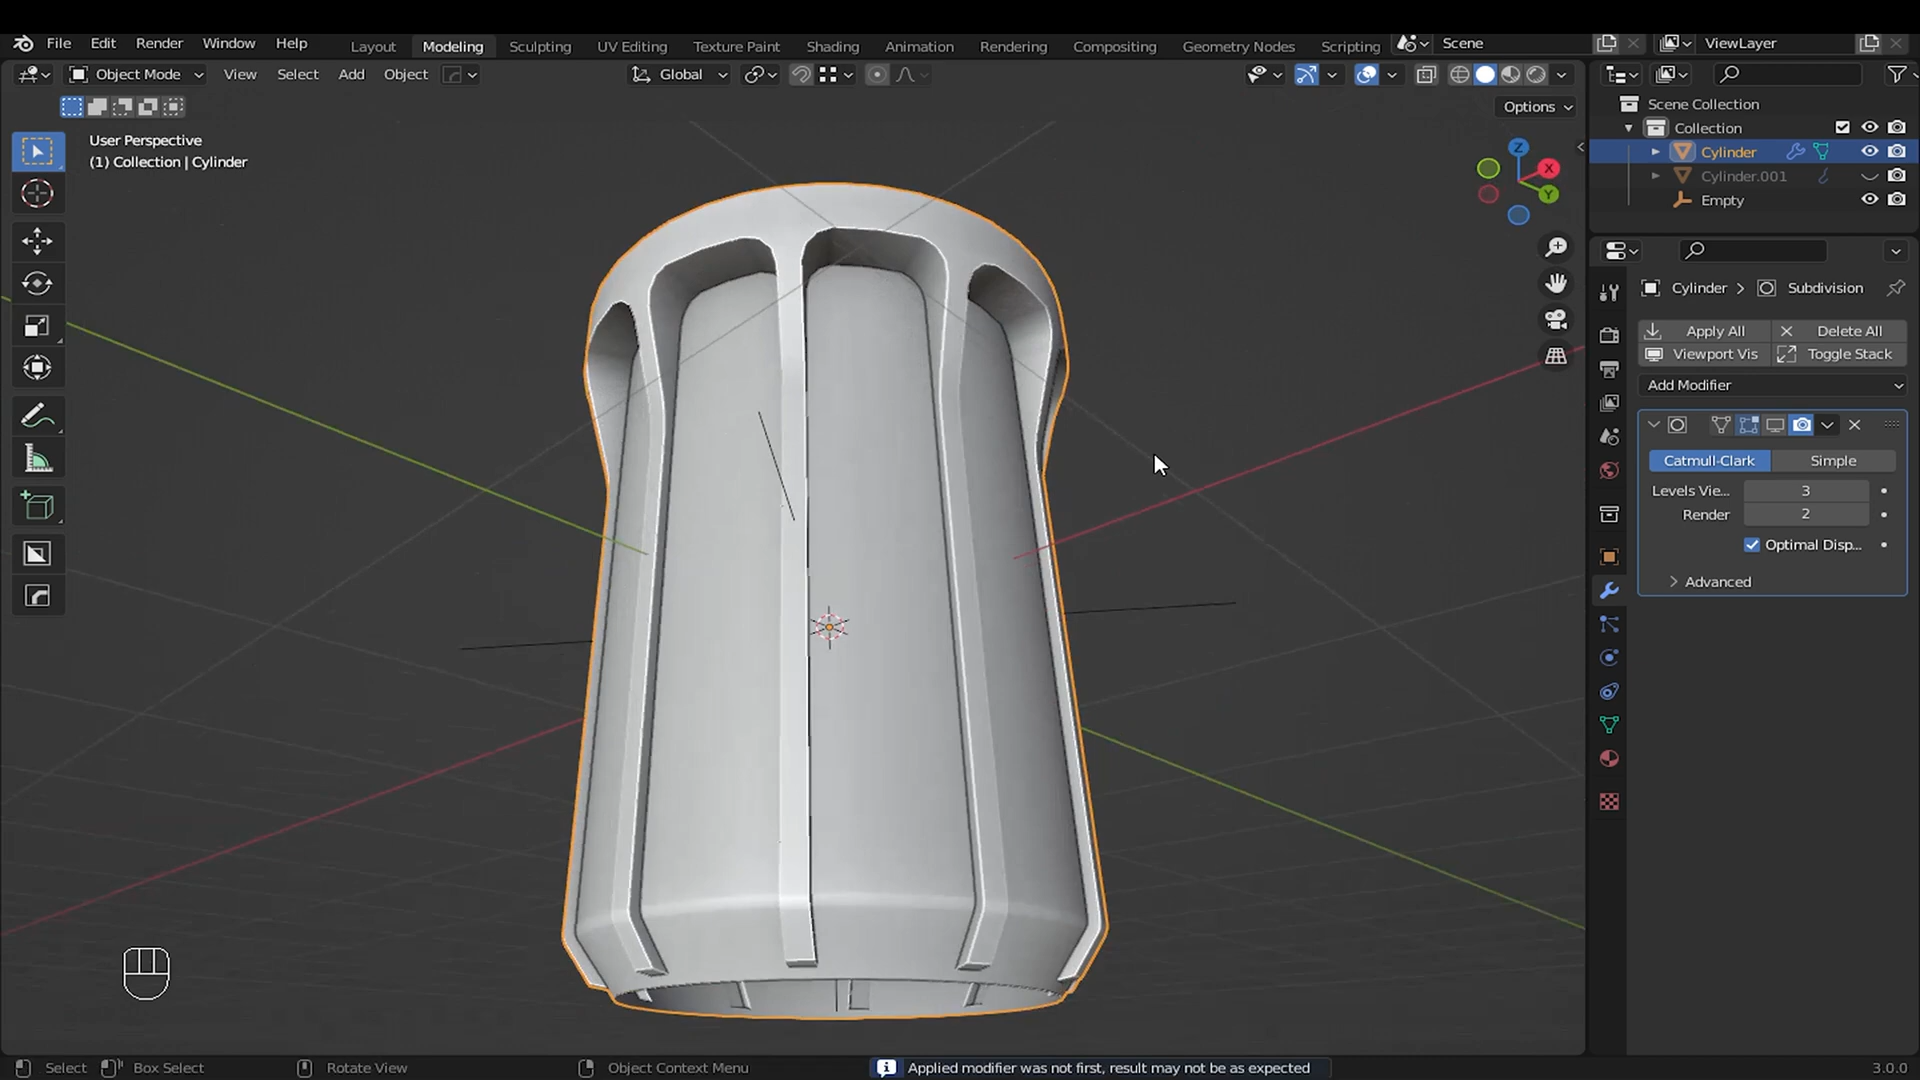 File Edit Render Window Help Layout Modeling Sculpting UV Editing Texture Paint Shading Animation Rendering Compositing Geometry Nodes Scripting Scene ViewLayer
Object Mode View Select Add Object Global
Options
User Perspective
(1) Collection | Cylinder
Z
X
Y
Scene Collection
Collection
Cylinder
Cylinder.001
Empty
Cylinder > Subdivision
Apply All Delete All
Viewport Vis Toggle Stack
Add Modifier
Catmull-Clark Simple
Levels Vie... 3
Render 2
Optimal Disp...
Advanced
Select Box Select Rotate View Object Context Menu Applied modifier was not first, result may not be as expected 3.0.0